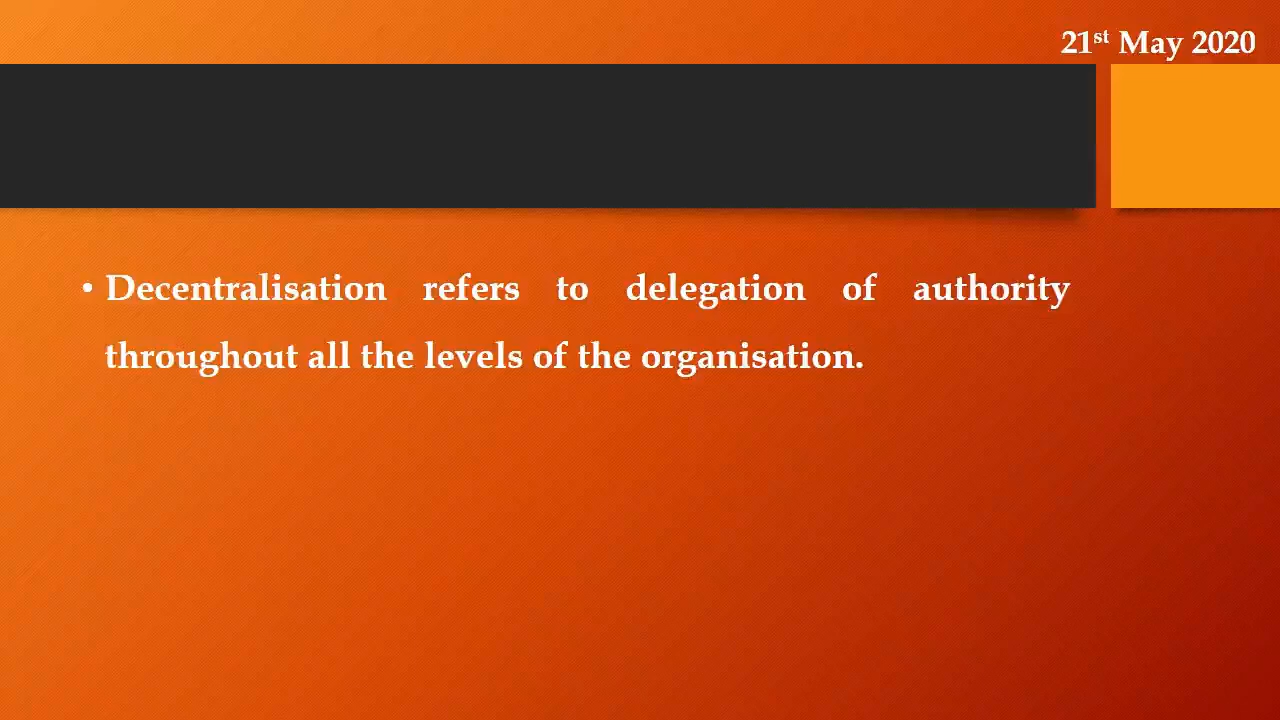 21st May 2020
• Decentralisation refers to delegation of authority
throughout all the levels of the organisation.